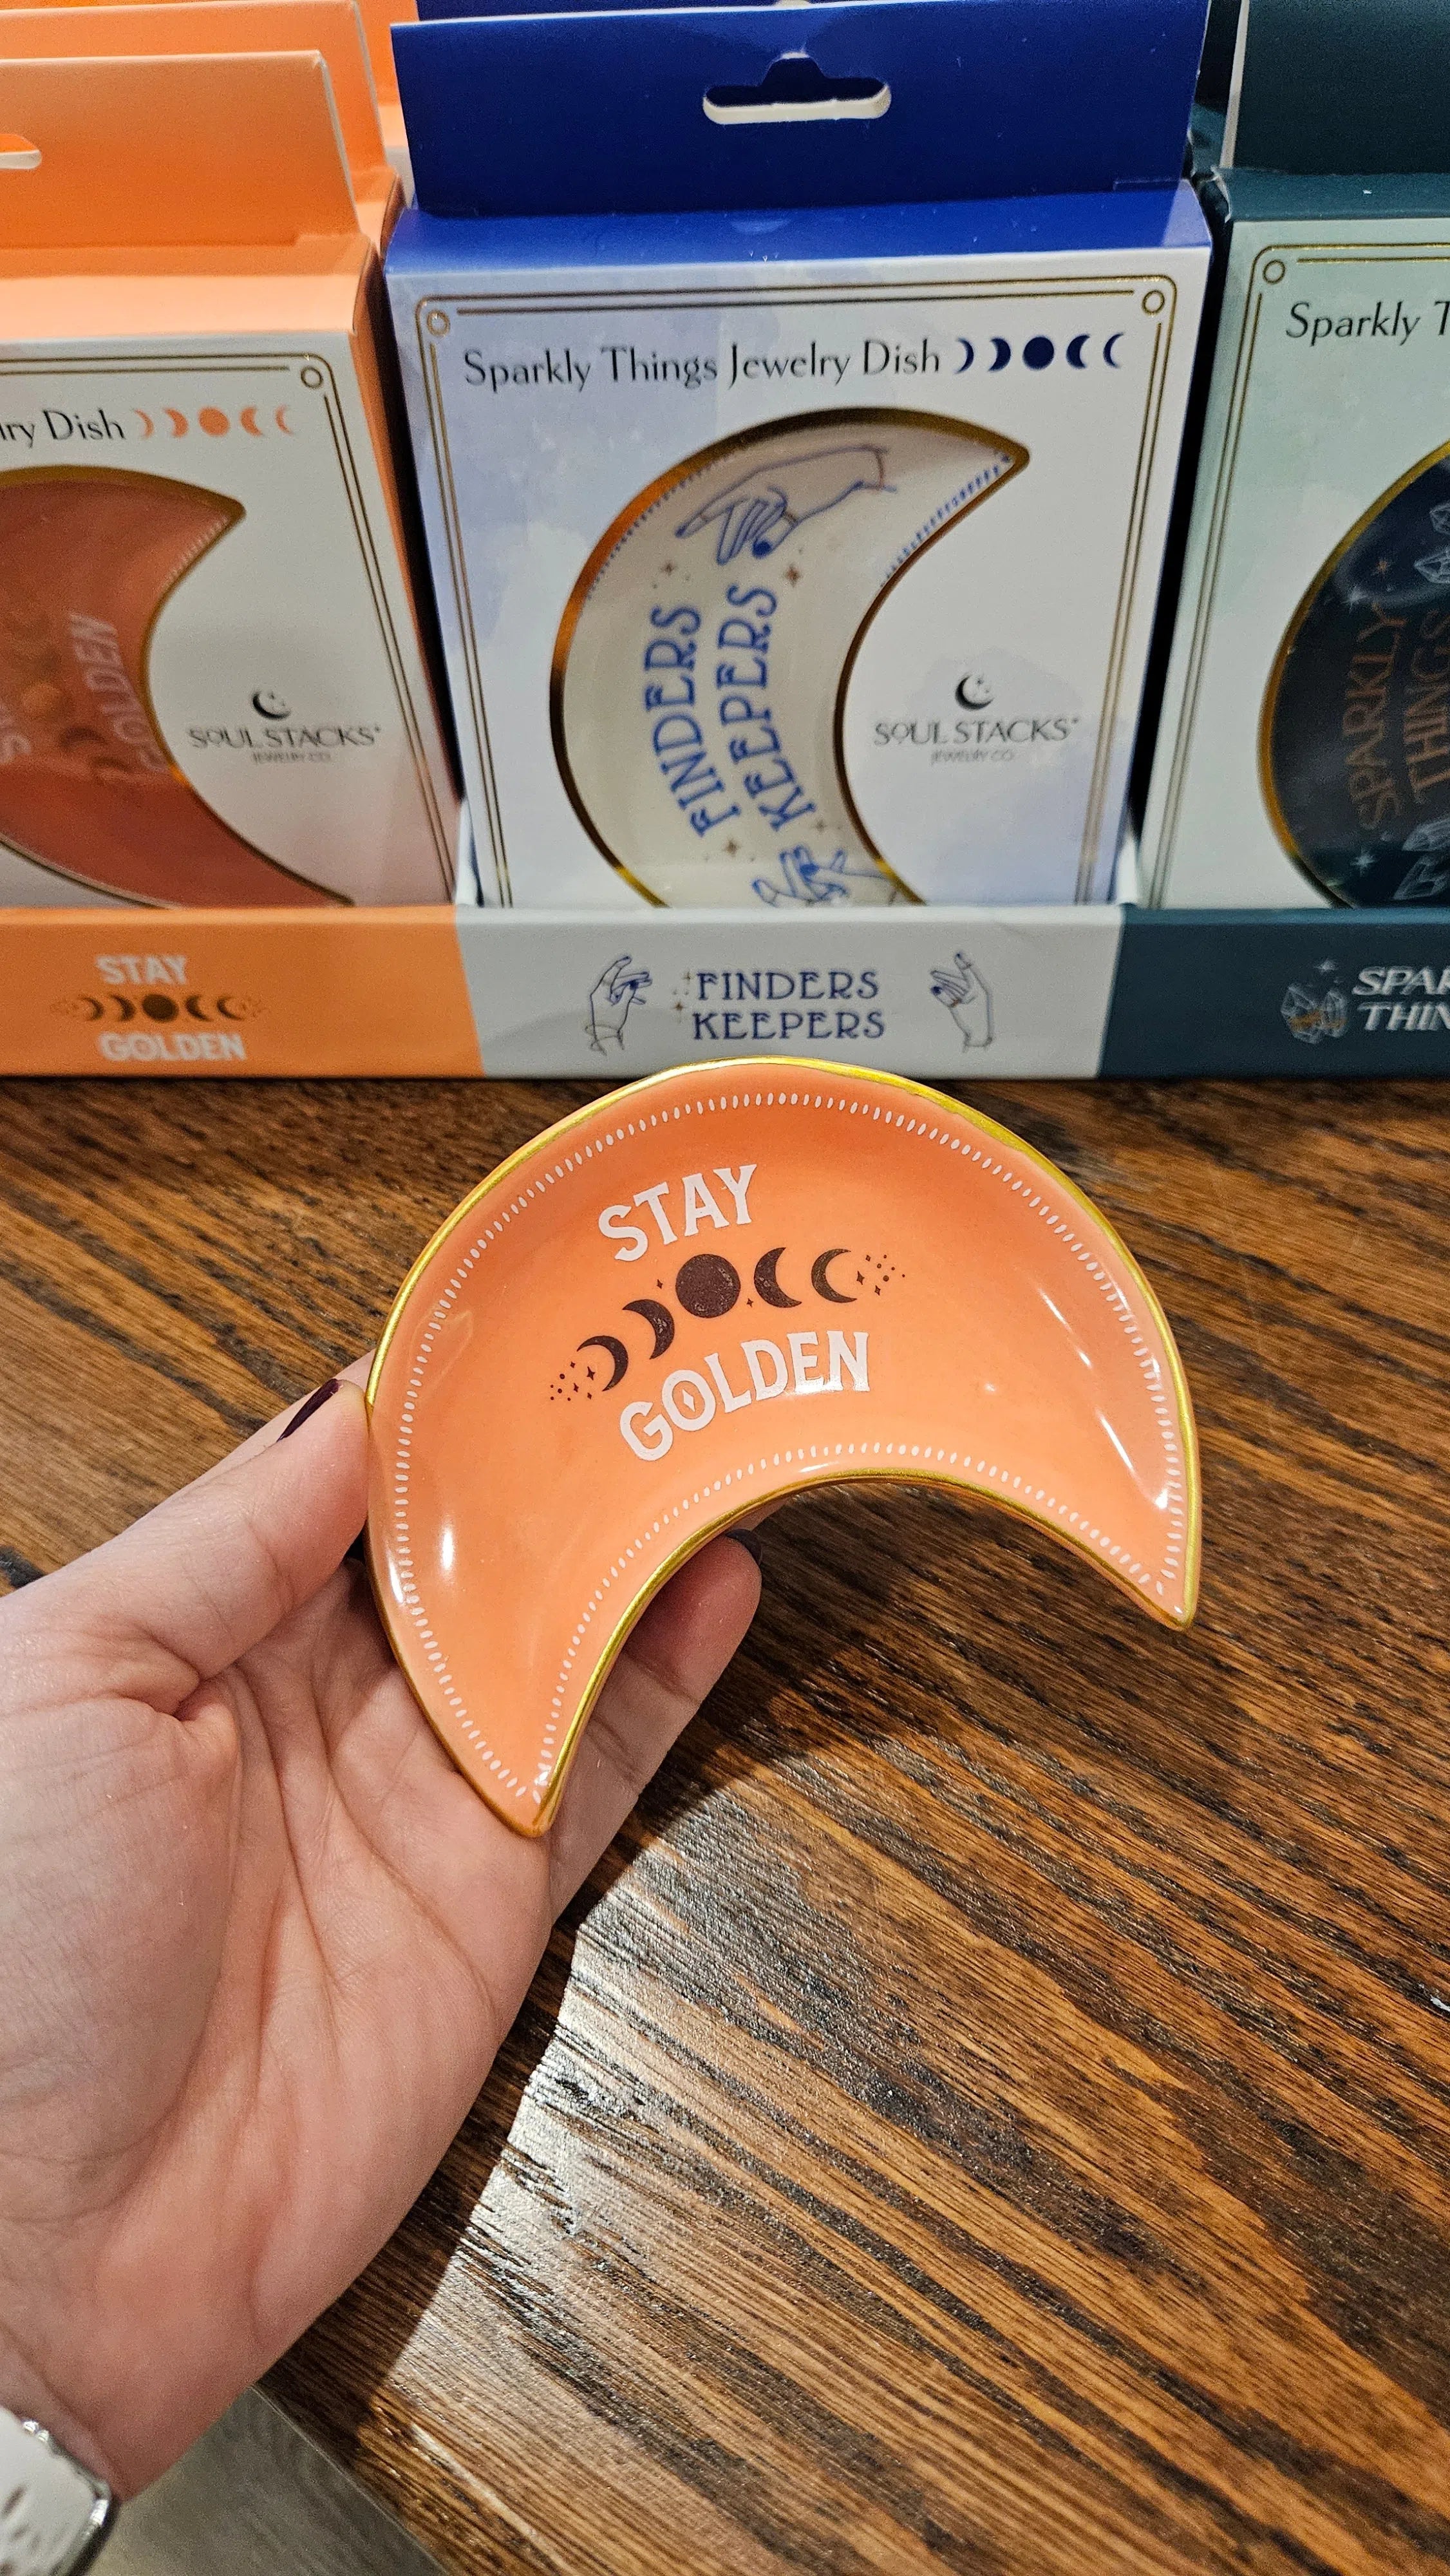 Sparkly Things Jewelry Dish
FINDERS
KEEPERS
SOUL STACKS
JEWELRY CO
Dish
GOLDEN
SOUL STACKS
JEWELRY CO
Sparkly
SPARKLY
THINGS
STAY
GOLDEN
FINDERS
KEEPERS
STAY
GOLDEN